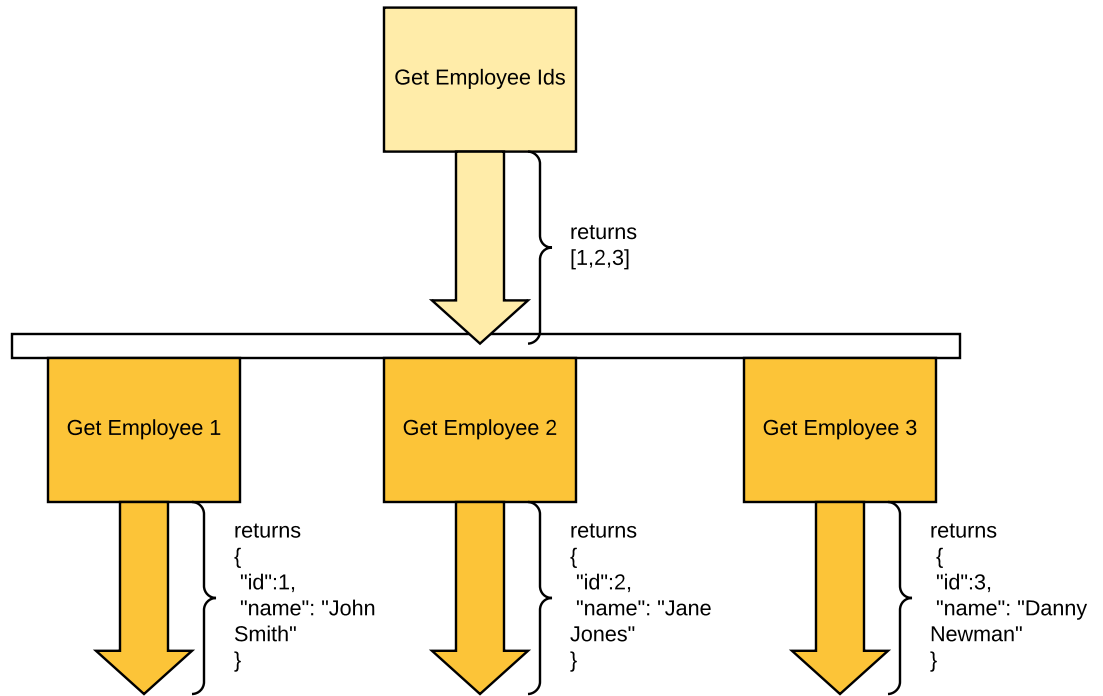 Get Employee Ids
returns
[1,2,3]
Get Employee 1
Get Employee 2
Get Employee 3
returns
{
"id":1,
"name": "John
Smith"
}
returns
{
"id":2,
"name": "Jane
Jones"
}
returns
{
"id":3,
"name": "Danny
Newman"
}